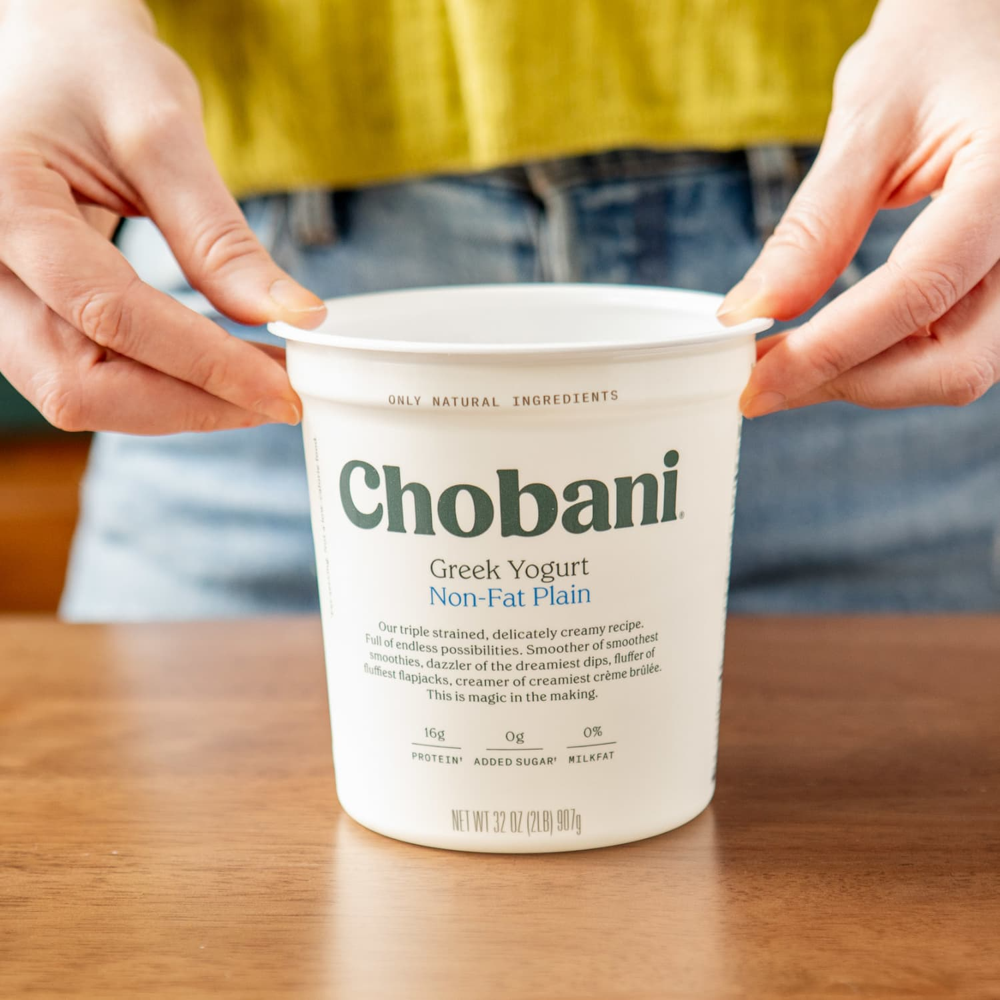 ONLY NATURAL INGREDIENTS
Chobani®
Greek Yogurt
Non-Fat Plain
Our triple strained, delicately creamy recipe.
Full of endless possibilities. Smoother of smoothest
smoothies, dazzler of the dreamiest dips, fluffer of
fluffiest flapjacks, creamer of creamiest crème brûlée.
This is magic in the making.
16g 0g 0%
PROTEIN† ADDED SUGAR† MILKFAT
NET WT 32 OZ (2LB) 907g